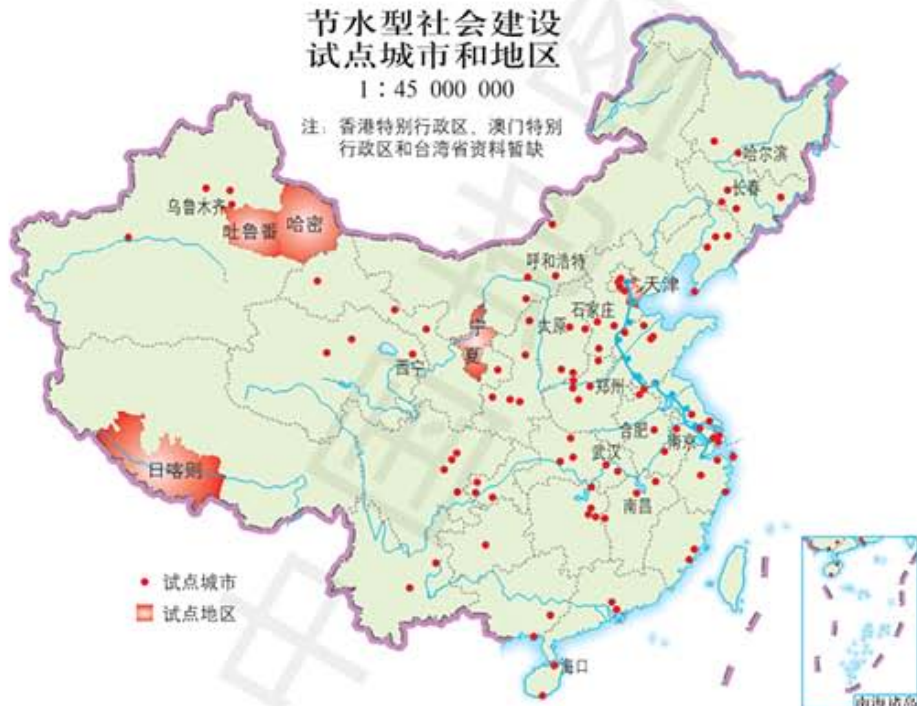 节水型社会建设
试点城市和地区
1：45 000 000
注：香港特别行政区、澳门特别
行政区和台湾省资料暂缺
哈尔滨
长春
乌鲁木齐
吐鲁番
哈密
呼和浩特
天津
石家庄
太原
宁
夏
西宁
郑州
合肥
南京
武汉
日喀则
南昌
试点城市
试点地区
海口
南海诸岛